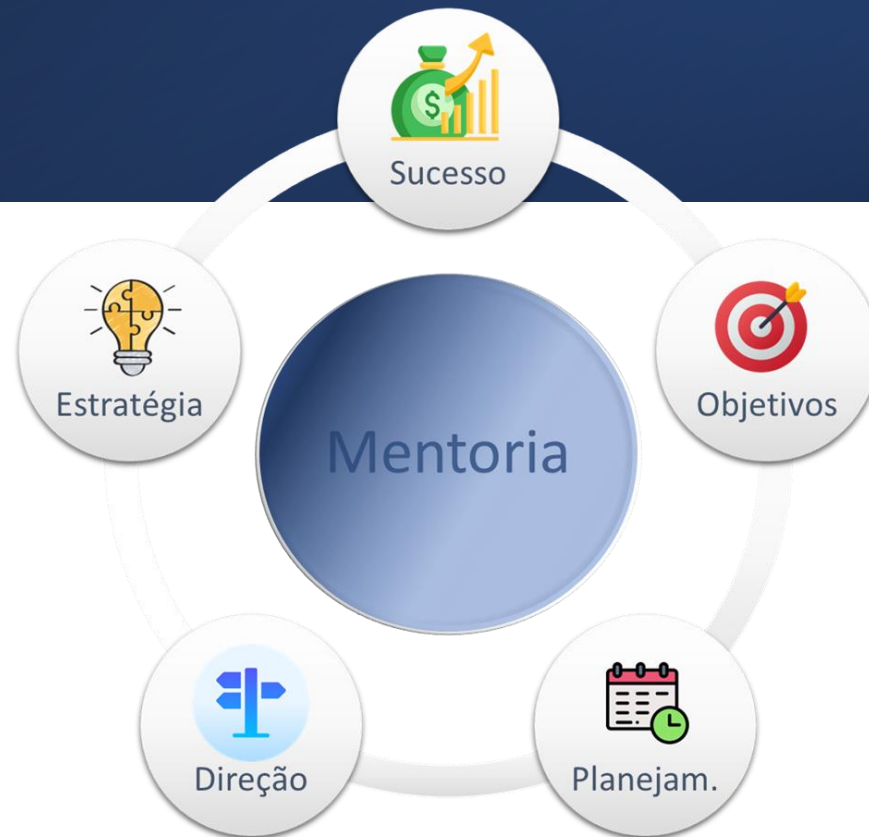 $
Sucesso
Estratégia
Objetivos
Mentoria
Direção
Planejam.